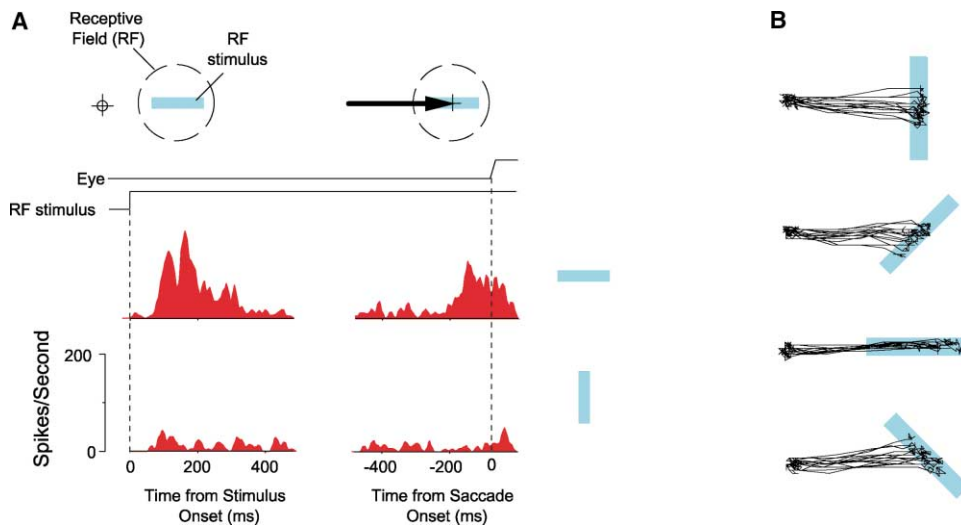 A
Receptive
Field (RF)
RF
stimulus
Eye
RF stimulus
Spikes/Second
200
0
0 200 400
-400 -200 0
Time from Stimulus
Onset (ms)
Time from Saccade
Onset (ms)
B